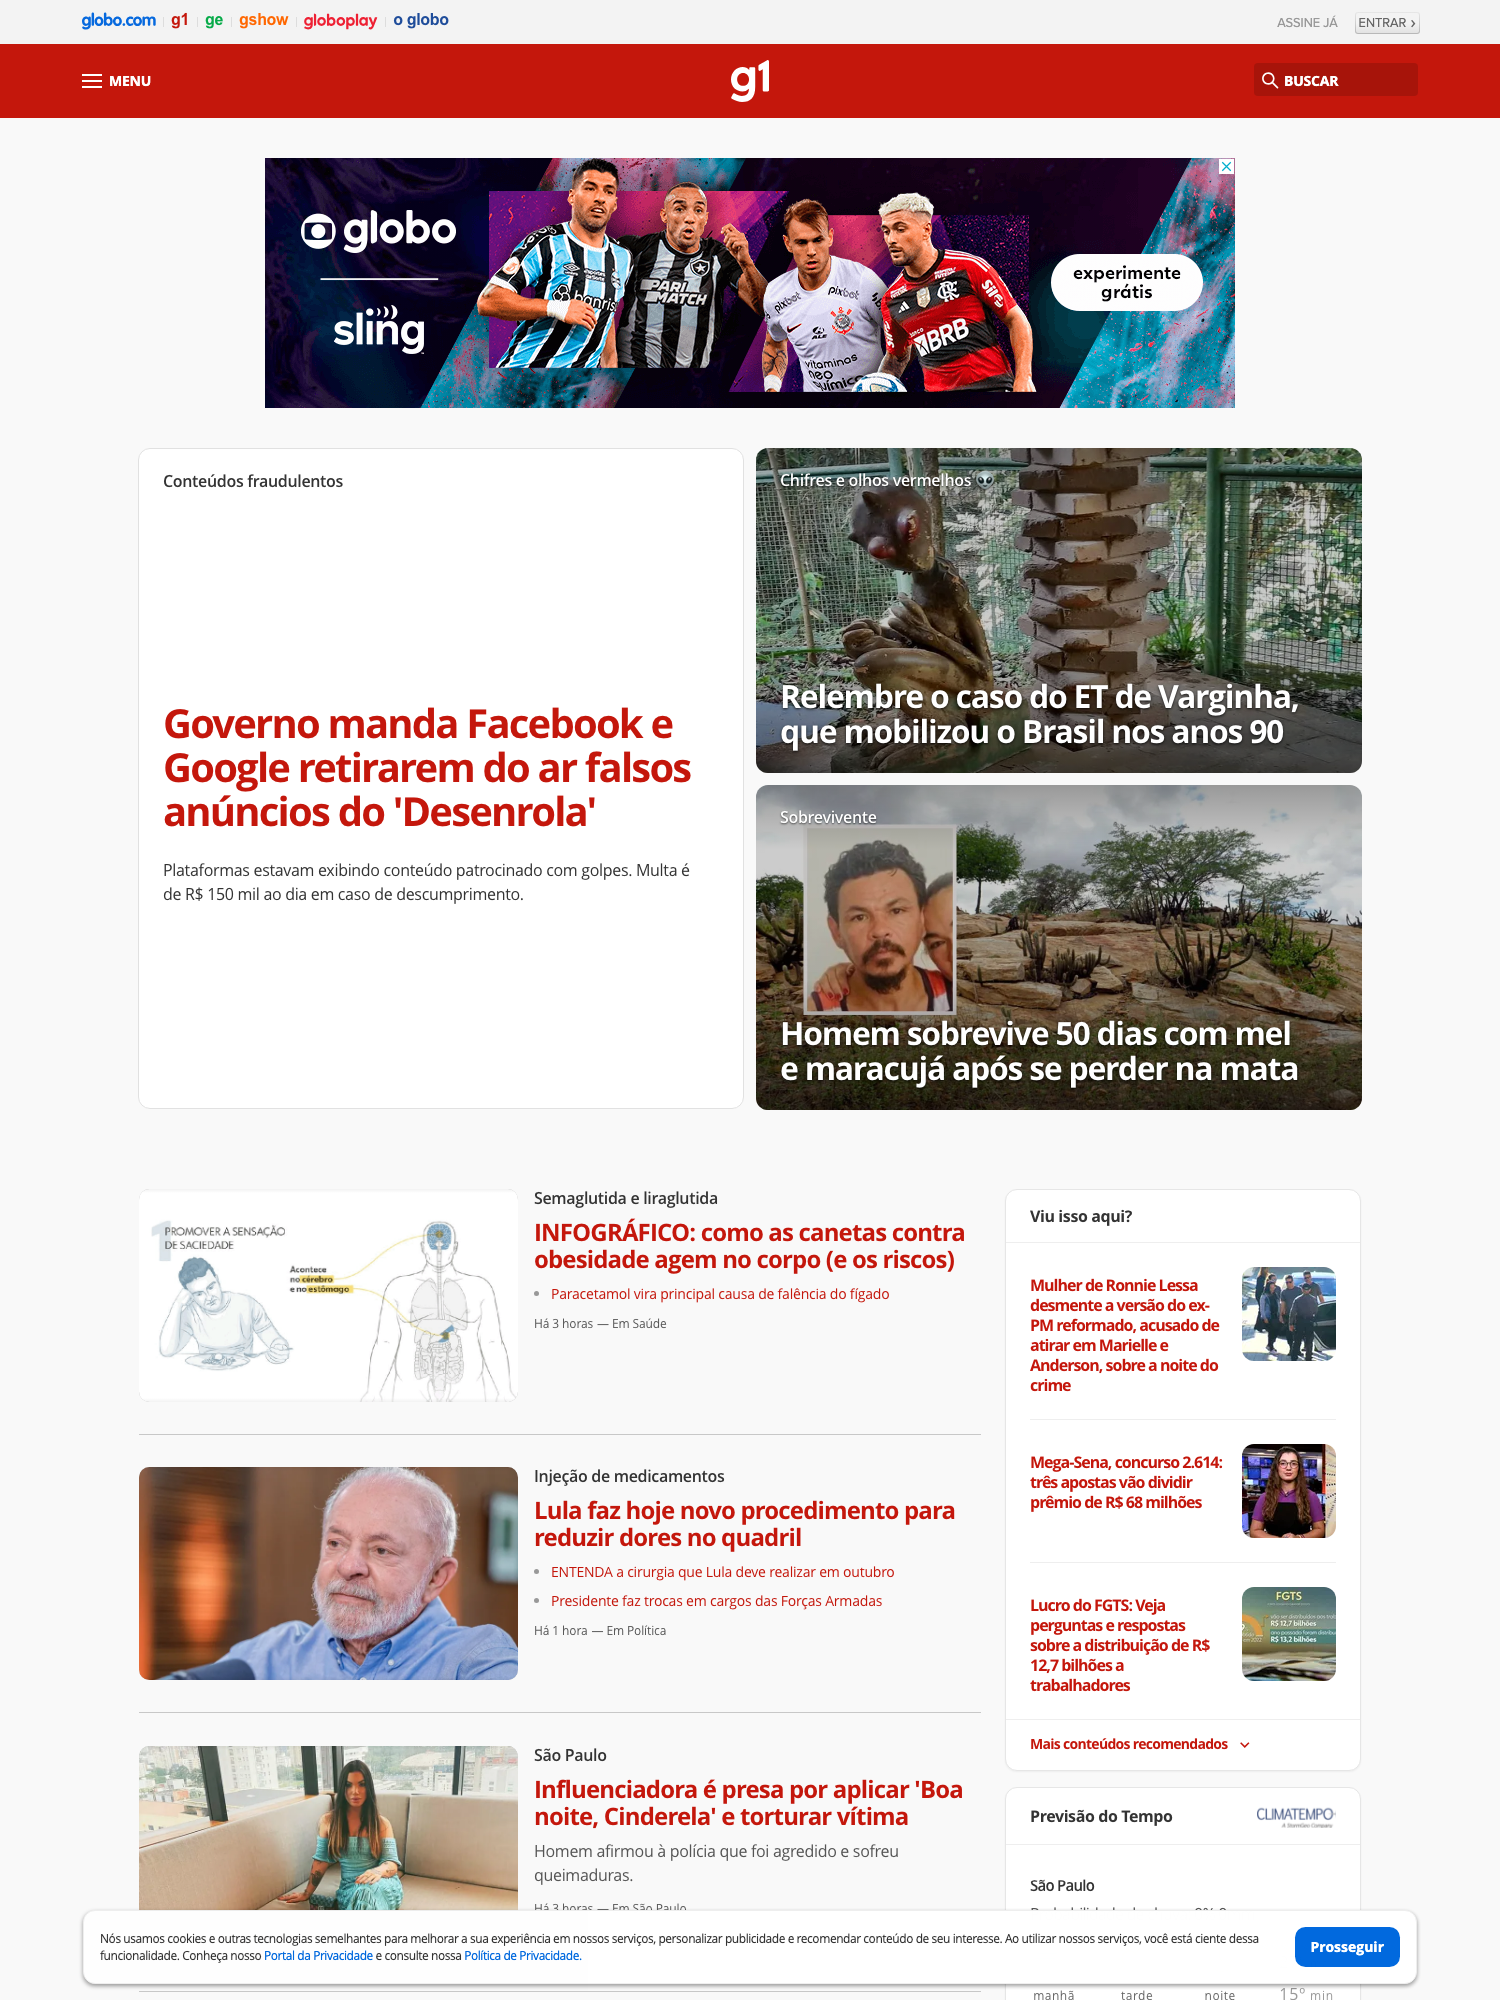 globo.com g1 ge gshow globoplay o globo
ASSINE JÁ ENTRAR ›
MENU
g1
BUSCAR
globo
sling
banris
PARI MATCH
pixbet pixbet
ALE
vitaminas
neo
química
BRB
experimente
grátis
Conteúdos fraudulentos
Governo manda Facebook e
Google retirarem do ar falsos
anúncios do 'Desenrola'
Plataformas estavam exibindo conteúdo patrocinado com golpes. Multa é
de R$ 150 mil ao dia em caso de descumprimento.
Chifres e olhos vermelhos 👽
Relembre o caso do ET de Varginha,
que mobilizou o Brasil nos anos 90
Sobrevivente
Homem sobrevive 50 dias com mel
e maracujá após se perder na mata
1
PROMOVER A SENSAÇÃO
DE SACIEDADE
Acontece
no cérebro
e no estômago
Semaglutida e liraglutida
INFOGRÁFICO: como as canetas contra
obesidade agem no corpo (e os riscos)
Paracetamol vira principal causa de falência do fígado
Há 3 horas — Em Saúde
Injeção de medicamentos
Lula faz hoje novo procedimento para
reduzir dores no quadril
ENTENDA a cirurgia que Lula deve realizar em outubro
Presidente faz trocas em cargos das Forças Armadas
Há 1 hora — Em Política
São Paulo
Influenciadora é presa por aplicar 'Boa
noite, Cinderela' e torturar vítima
Homem afirmou à polícia que foi agredido e sofreu
queimaduras.
Há 3 horas — Em São Paulo
Viu isso aqui?
Mulher de Ronnie Lessa
desmente a versão do ex-
PM reformado, acusado de
atirar em Marielle e
Anderson, sobre a noite do
crime
Mega-Sena, concurso 2.614:
três apostas vão dividir
prêmio de R$ 68 milhões
Lucro do FGTS: Veja
perguntas e respostas
sobre a distribuição de R$
12,7 bilhões a
trabalhadores
FGTS
R$ 12,7 bilhões
R$ 13,2 bilhões
Mais conteúdos recomendados
Previsão do Tempo
CLIMATEMPO
A StormGeo Company
São Paulo
manhã tarde noite 15º min
Nós usamos cookies e outras tecnologias semelhantes para melhorar a sua experiência em nossos serviços, personalizar publicidade e recomendar conteúdo de seu interesse. Ao utilizar nossos serviços, você está ciente dessa
funcionalidade. Conheça nosso Portal da Privacidade e consulte nossa Política de Privacidade.
Prosseguir